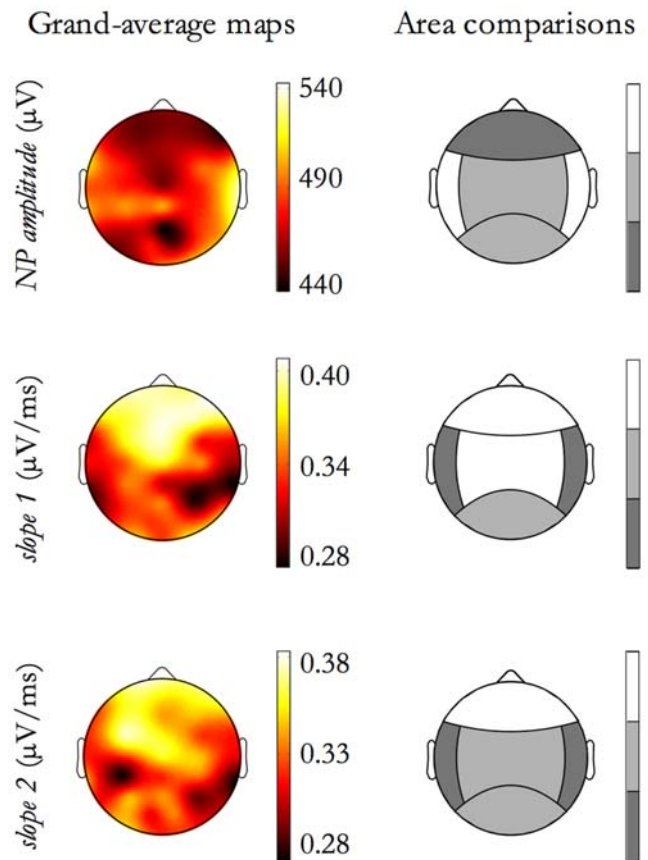 Grand-average maps Area comparisons
NP amplitude (μV)
540
490
440
slope 1 (μV/ms)
0.40
0.34
0.28
slope 2 (μV/ms)
0.38
0.33
0.28